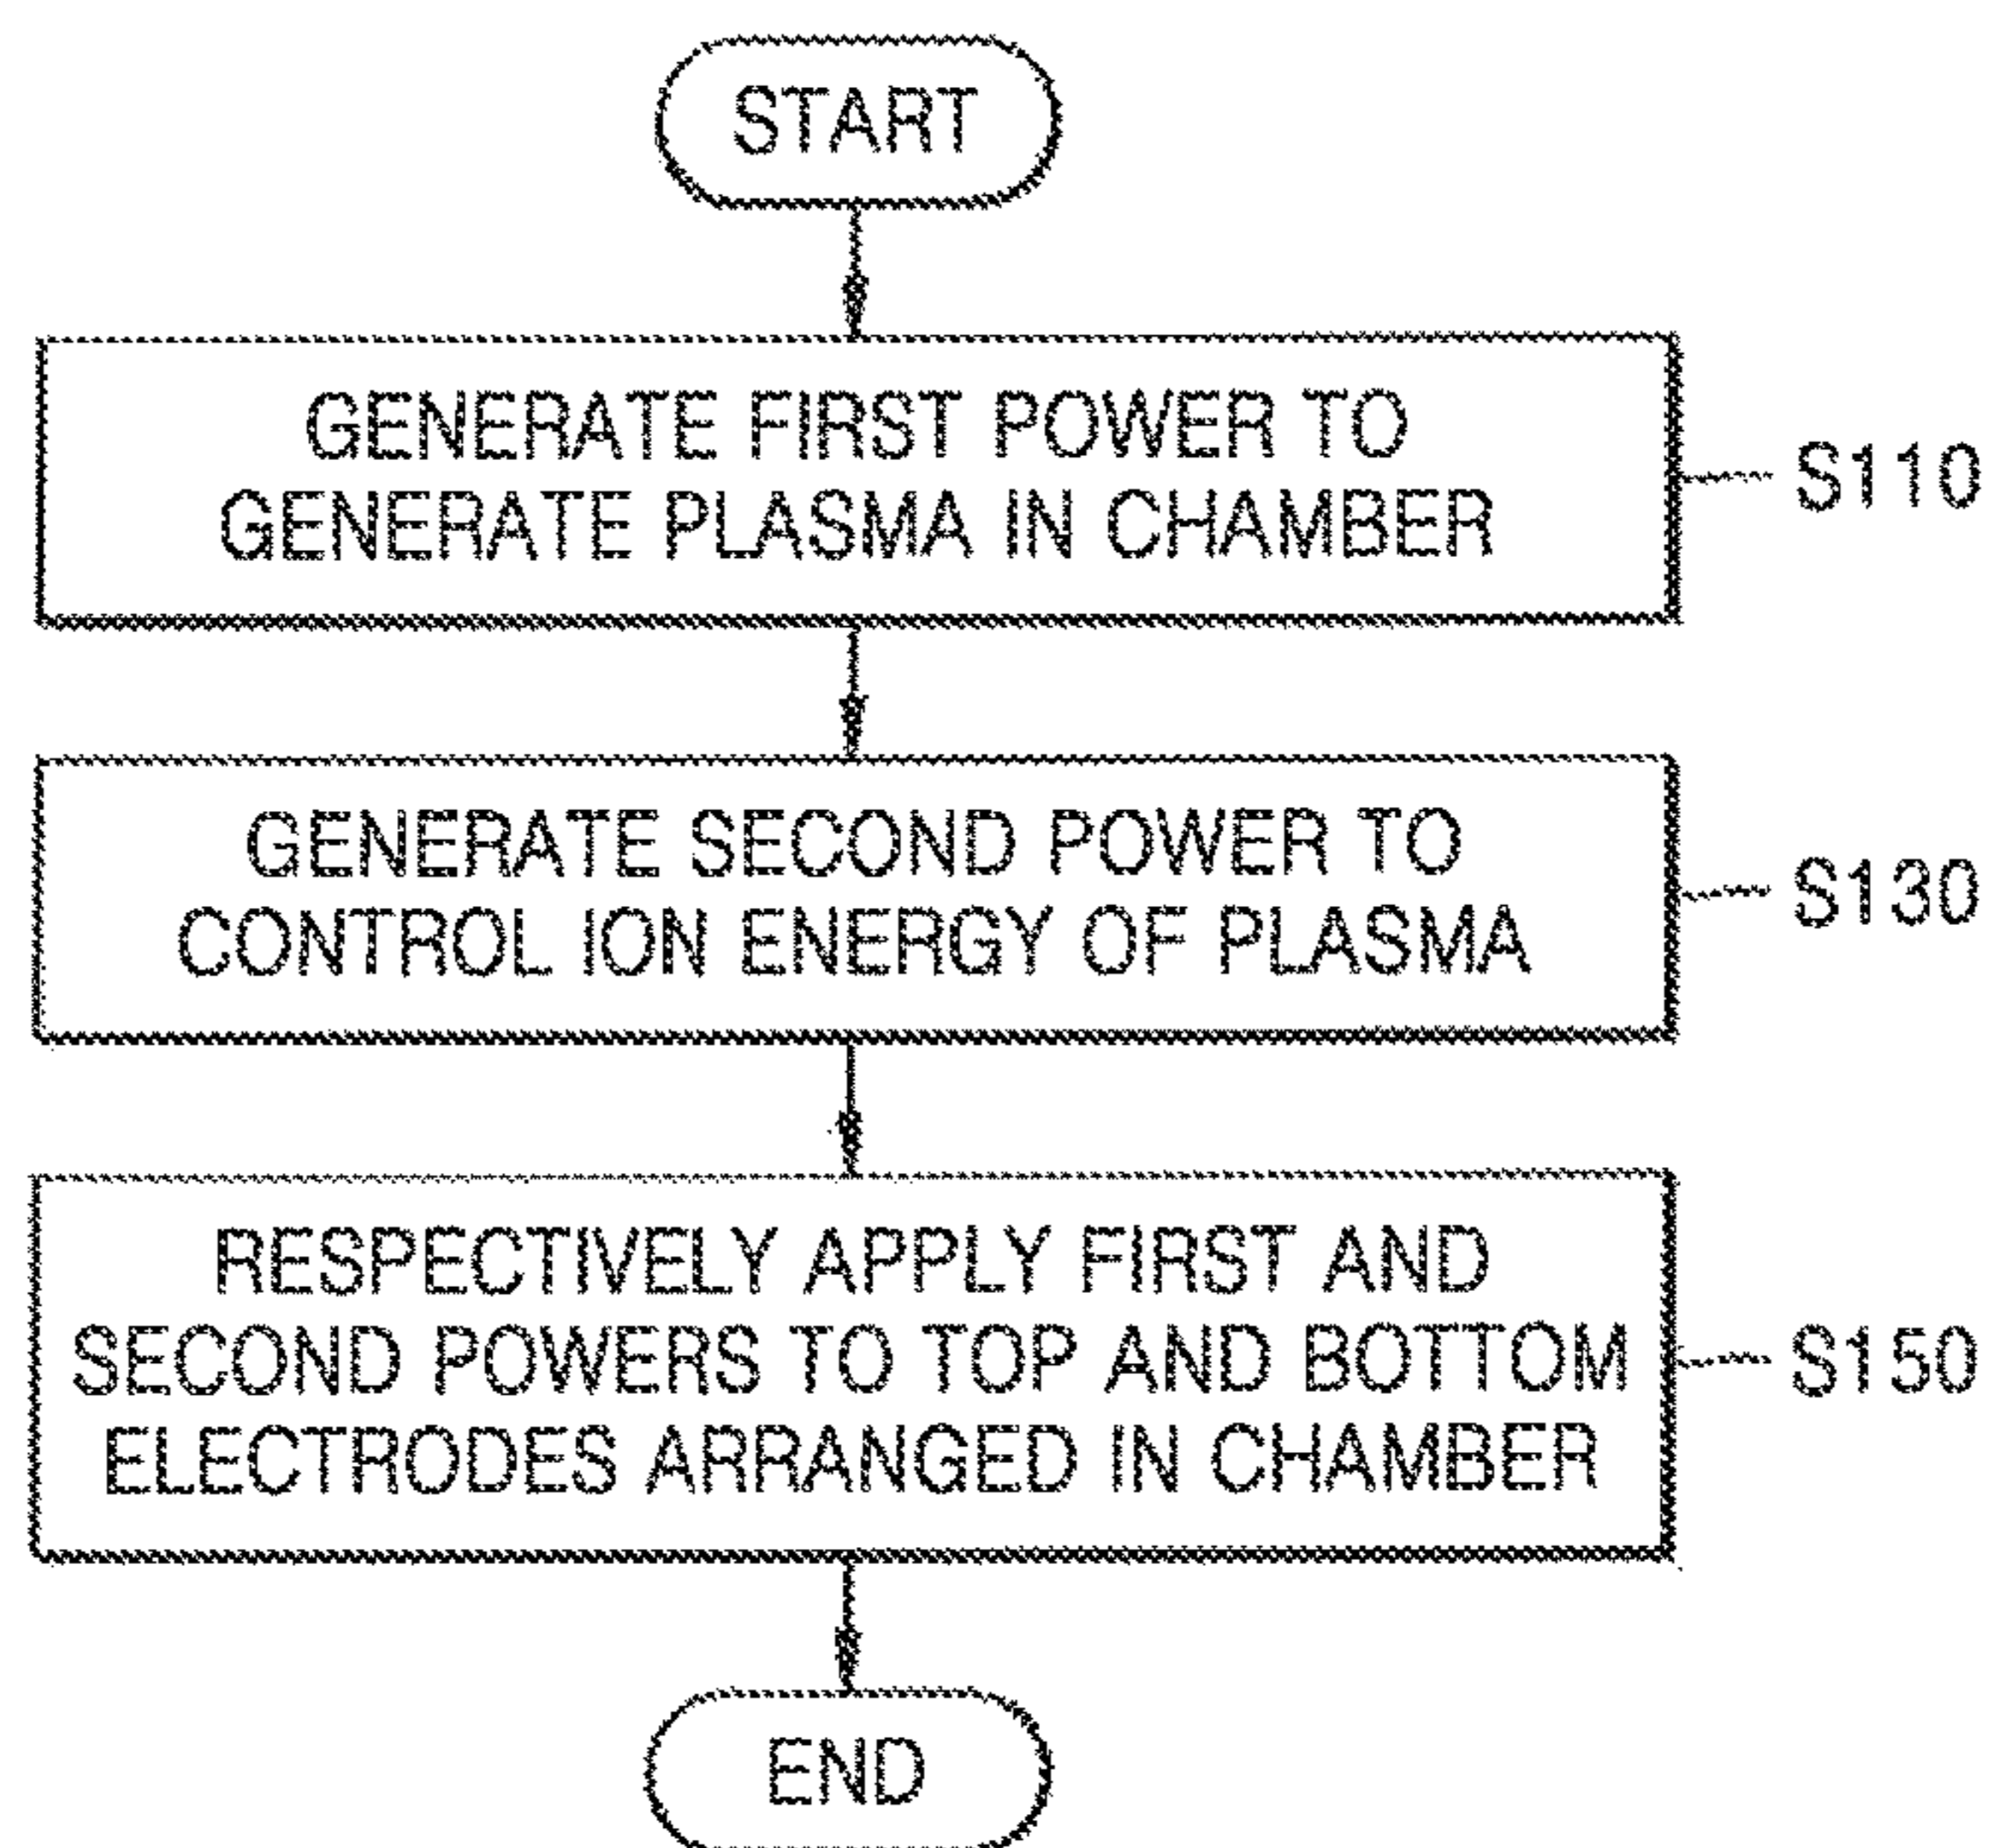 START
GENERATE FIRST POWER TO
GENERATE PLASMA IN CHAMBER
S110
GENERATE SECOND POWER TO
CONTROL ION ENERGY OF PLASMA
S130
RESPECTIVELY APPLY FIRST AND
SECOND POWERS TO TOP AND BOTTOM
ELECTRODES ARRANGED IN CHAMBER
S150
END